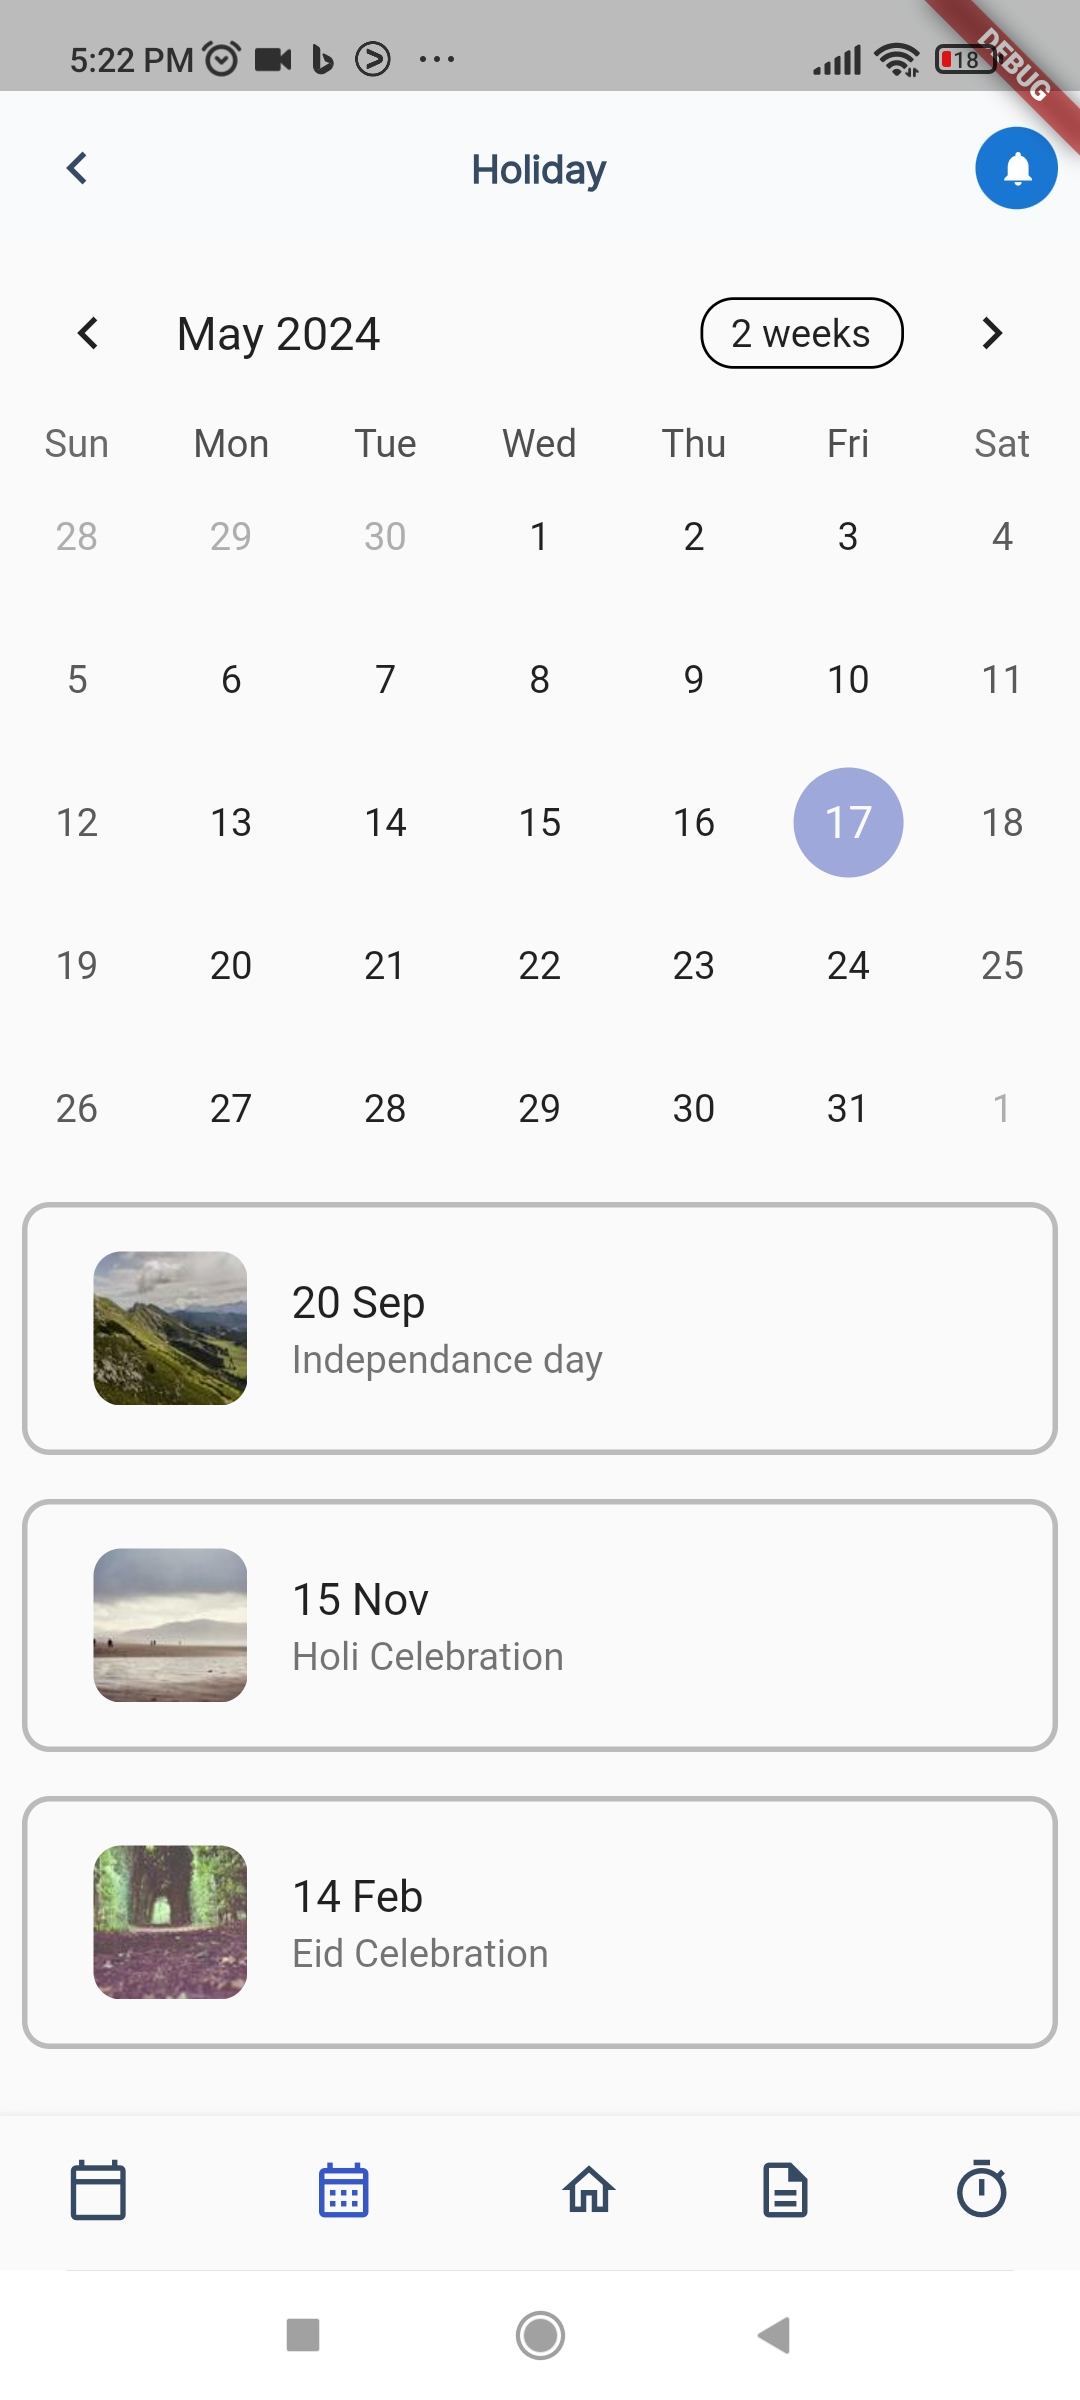 5:22 PM ... 18
DEBUG
Holiday
May 2024 2 weeks
Sun Mon Tue Wed Thu Fri Sat
28 29 30 1 2 3 4
5 6 7 8 9 10 11
12 13 14 15 16 17 18
19 20 21 22 23 24 25
26 27 28 29 30 31 1
20 Sep
Independance day
15 Nov
Holi Celebration
14 Feb
Eid Celebration